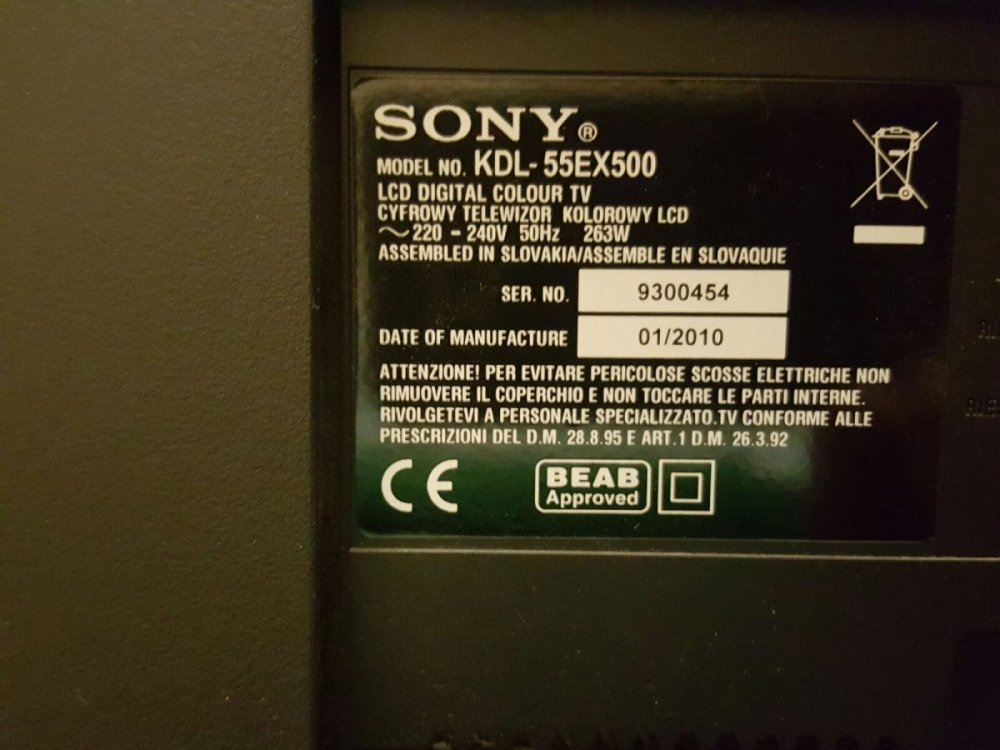 SONY®
MODEL NO. KDL-55EX500
LCD DIGITAL COLOUR TV
CYFROWY TELEWIZOR KOLOROWY LCD
~220 - 240V 50Hz 263W
ASSEMBLED IN SLOVAKIA/ASSEMBLE EN SLOVAQUIE
SER. NO. 9300454
DATE OF MANUFACTURE 01/2010
ATTENZIONE! PER EVITARE PERICOLOSE SCOSSE ELETTRICHE NON
RIMUOVERE IL COPERCHIO E NON TOCCARE LE PARTI INTERNE.
RIVOLGETEVI A PERSONALE SPECIALIZZATO.TV CONFORME ALLE
PRESCRIZIONI DEL D.M. 28.8.95 E ART.1 D.M. 26.3.92
CE
BEAB
Approved